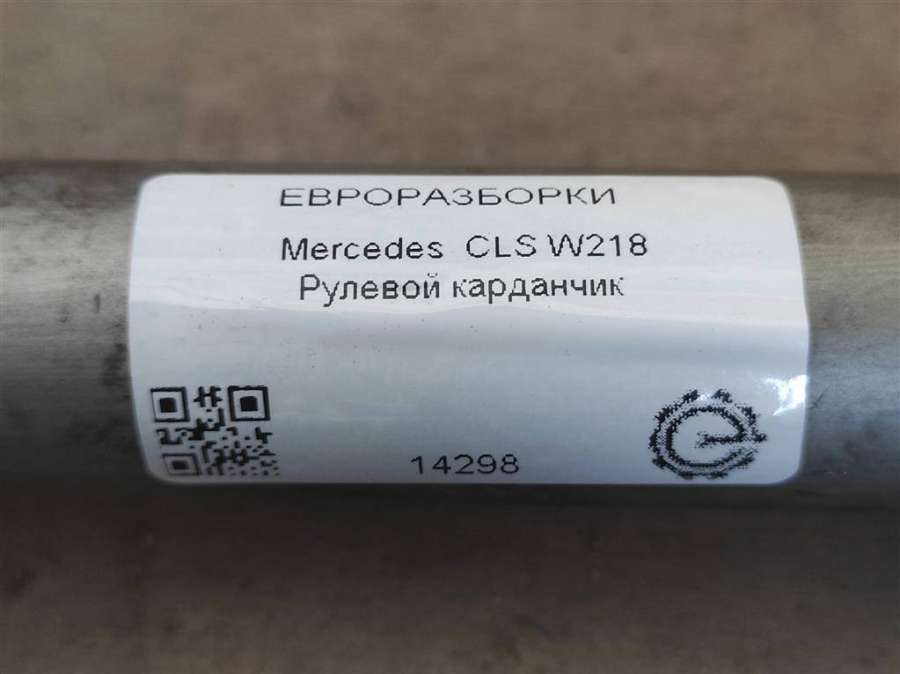 ЕВРОРАЗБОРКИ
Mercedes CLS W218
Рулевой карданчик
14298